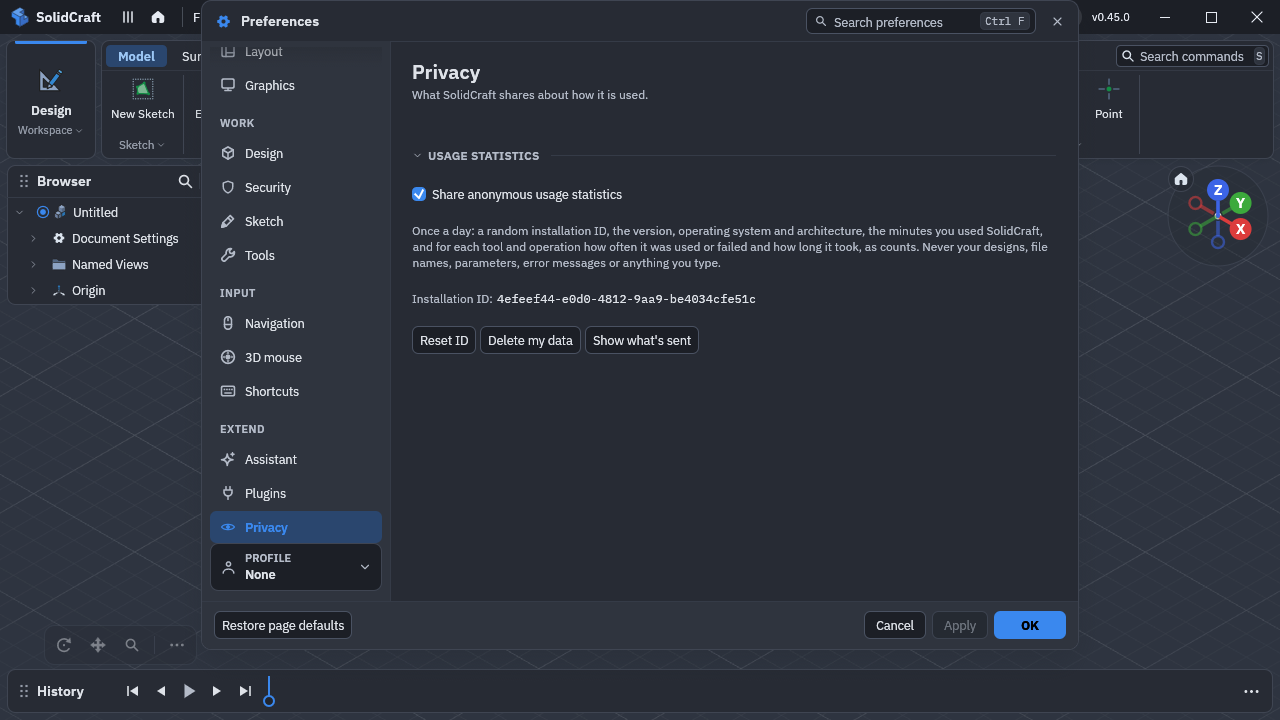 SolidCraft
F
v0.45.0
Preferences
Search preferences
Ctrl F
Model
Sur
Search commands
S
Design
Workspace
New Sketch
E
Sketch
Point
Browser
Untitled
Document Settings
Named Views
Origin
Z
Y
X
Layout
Graphics
WORK
Design
Security
Sketch
Tools
INPUT
Navigation
3D mouse
Shortcuts
EXTEND
Assistant
Plugins
Privacy
PROFILE
None
Privacy
What SolidCraft shares about how it is used.
USAGE STATISTICS
Share anonymous usage statistics
Once a day: a random installation ID, the version, operating system and architecture, the minutes you used SolidCraft,
and for each tool and operation how often it was used or failed and how long it took, as counts. Never your designs, file
names, parameters, error messages or anything you type.
Installation ID: 4efeef44-e0d0-4812-9aa9-be4034cfe51c
Reset ID
Delete my data
Show what's sent
Restore page defaults
Cancel
Apply
OK
History